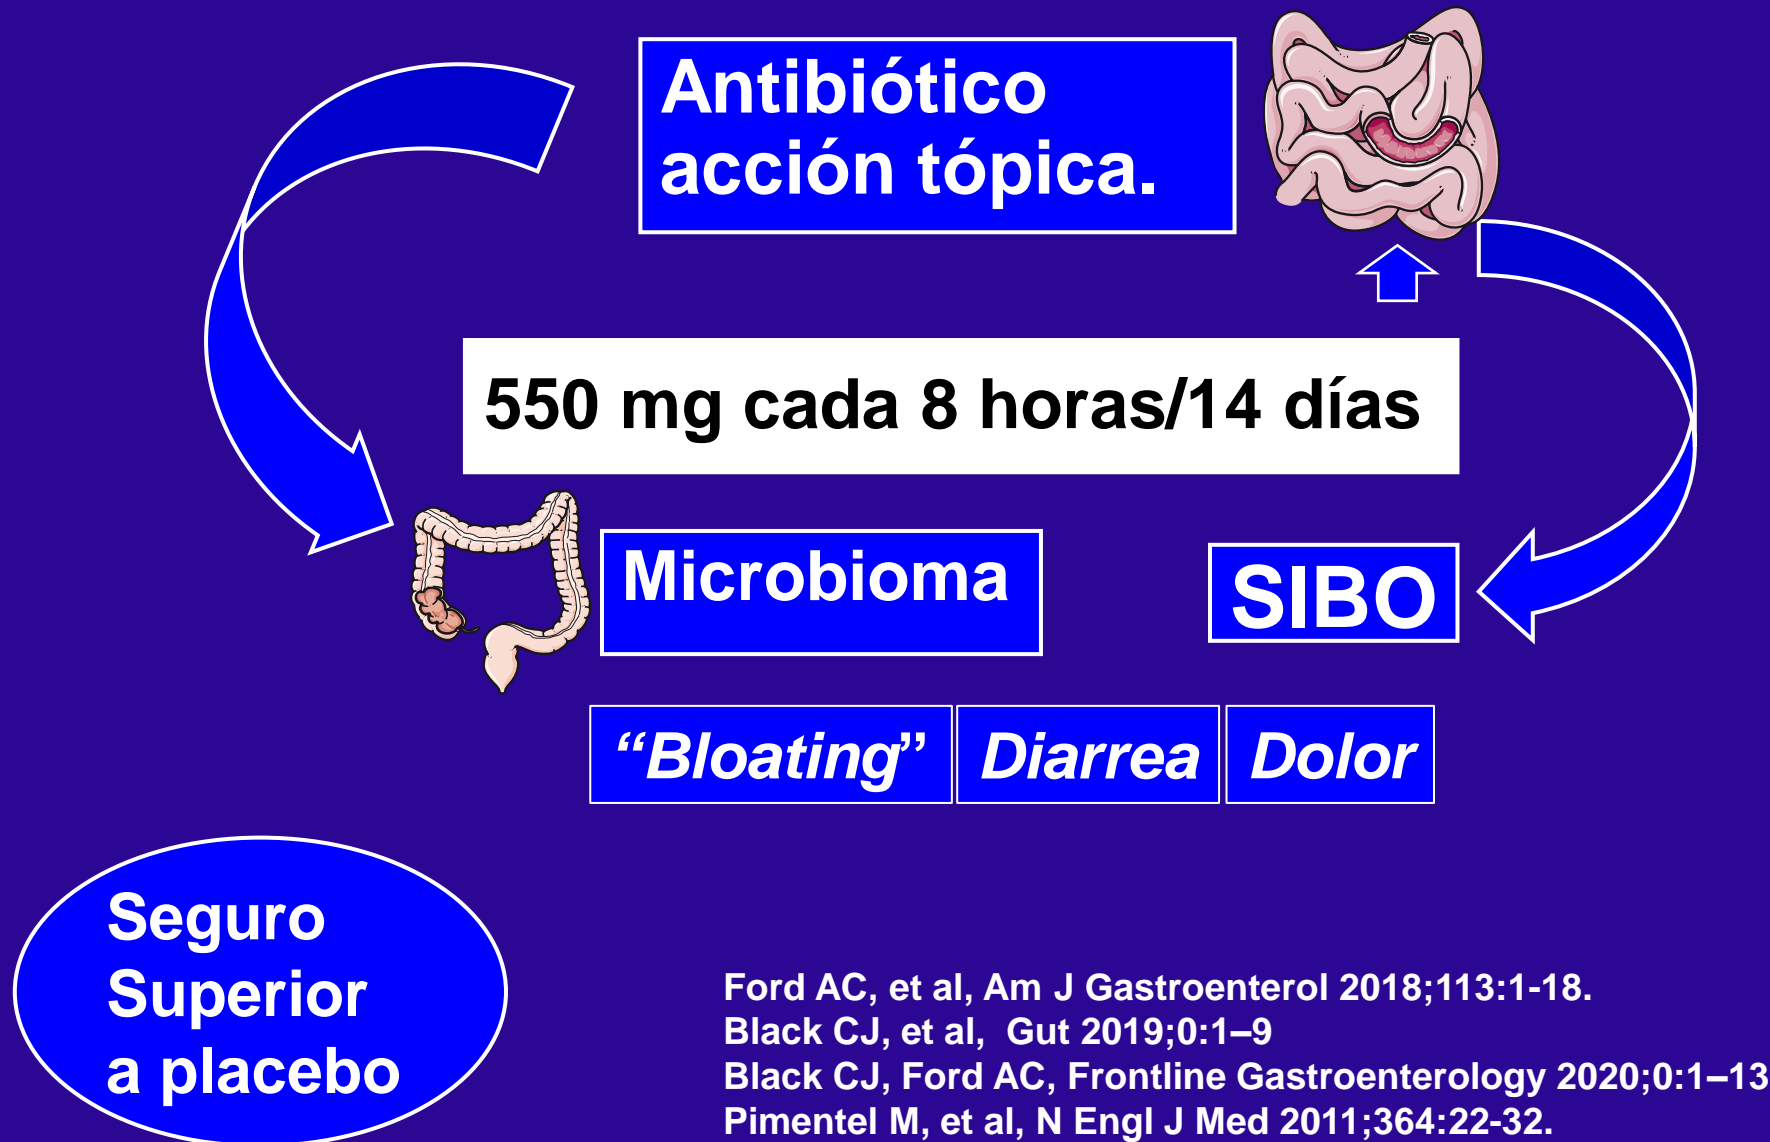 Antibiótico
acción tópica.
550 mg cada 8 horas/14 días
Microbioma
SIBO
“Bloating” Diarrea Dolor
Seguro
Superior
a placebo
Ford AC, et al, Am J Gastroenterol 2018;113:1-18.
Black CJ, et al, Gut 2019;0:1–9
Black CJ, Ford AC, Frontline Gastroenterology 2020;0:1–13
Pimentel M, et al, N Engl J Med 2011;364:22-32.